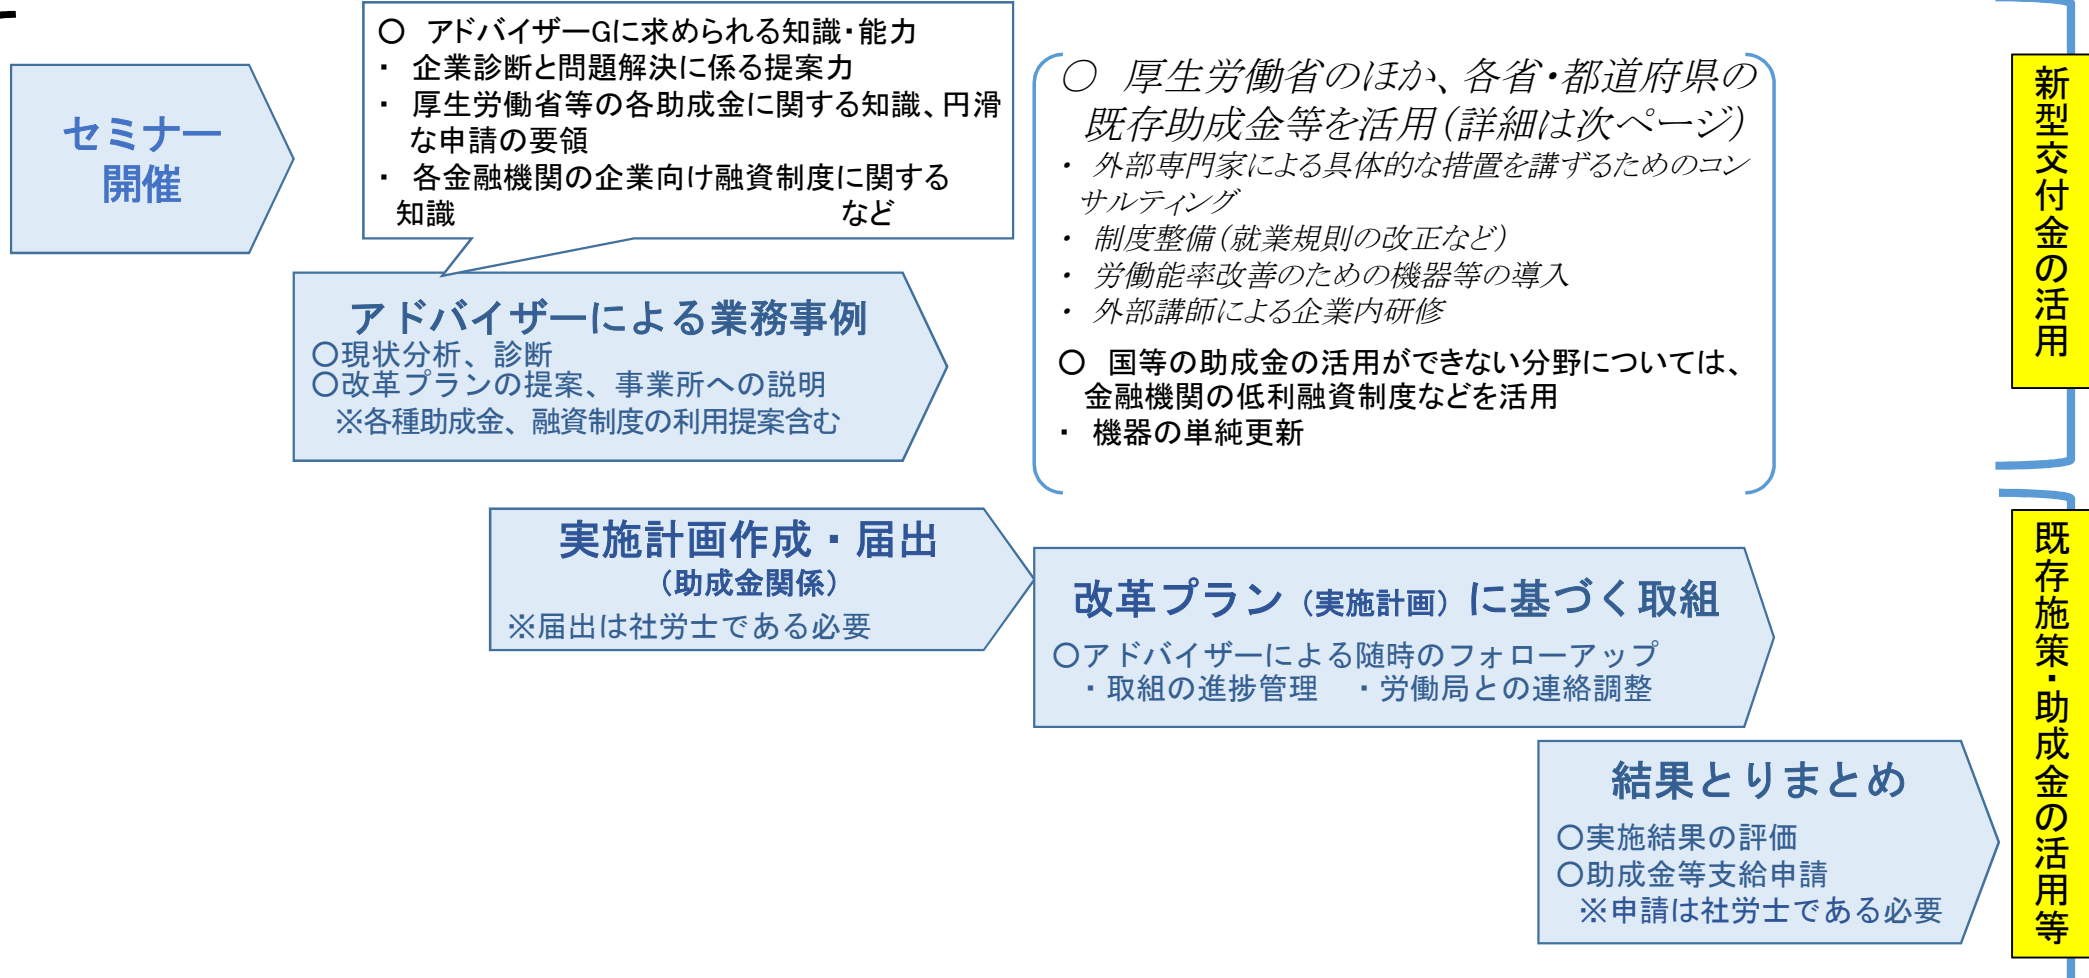 セミナー
開催
〇　アドバイザーGに求められる知識・能力
・　企業診断と問題解決に係る提案力
・　厚生労働省等の各助成金に関する知識、円滑
な申請の要領
・　各金融機関の企業向け融資制度に関する
知識　　　　　　　　　　　　　など
アドバイザーによる業務事例
〇現状分析、診断
〇改革プランの提案、事業所への説明
※各種助成金、融資制度の利用提案含む
〇　厚生労働省のほか、各省・都道府県の
既存助成金等を活用（詳細は次ページ）
・　外部専門家による具体的な措置を講ずるためのコン
サルティング
・　制度整備（就業規則の改正など）
・　労働能率改善のための機器等の導入
・　外部講師による企業内研修
〇　国等の助成金の活用ができない分野については、
金融機関の低利融資制度などを活用
・　機器の単純更新
新型交付金の活用
実施計画作成・届出
（助成金関係）
※届出は社労士である必要
改革プラン（実施計画）に基づく取組
〇アドバイザーによる随時のフォローアップ
・取組の進捗管理　・労働局との連絡調整
結果とりまとめ
〇実施結果の評価
〇助成金等支給申請
※申請は社労士である必要
既存施策・助成金の活用等